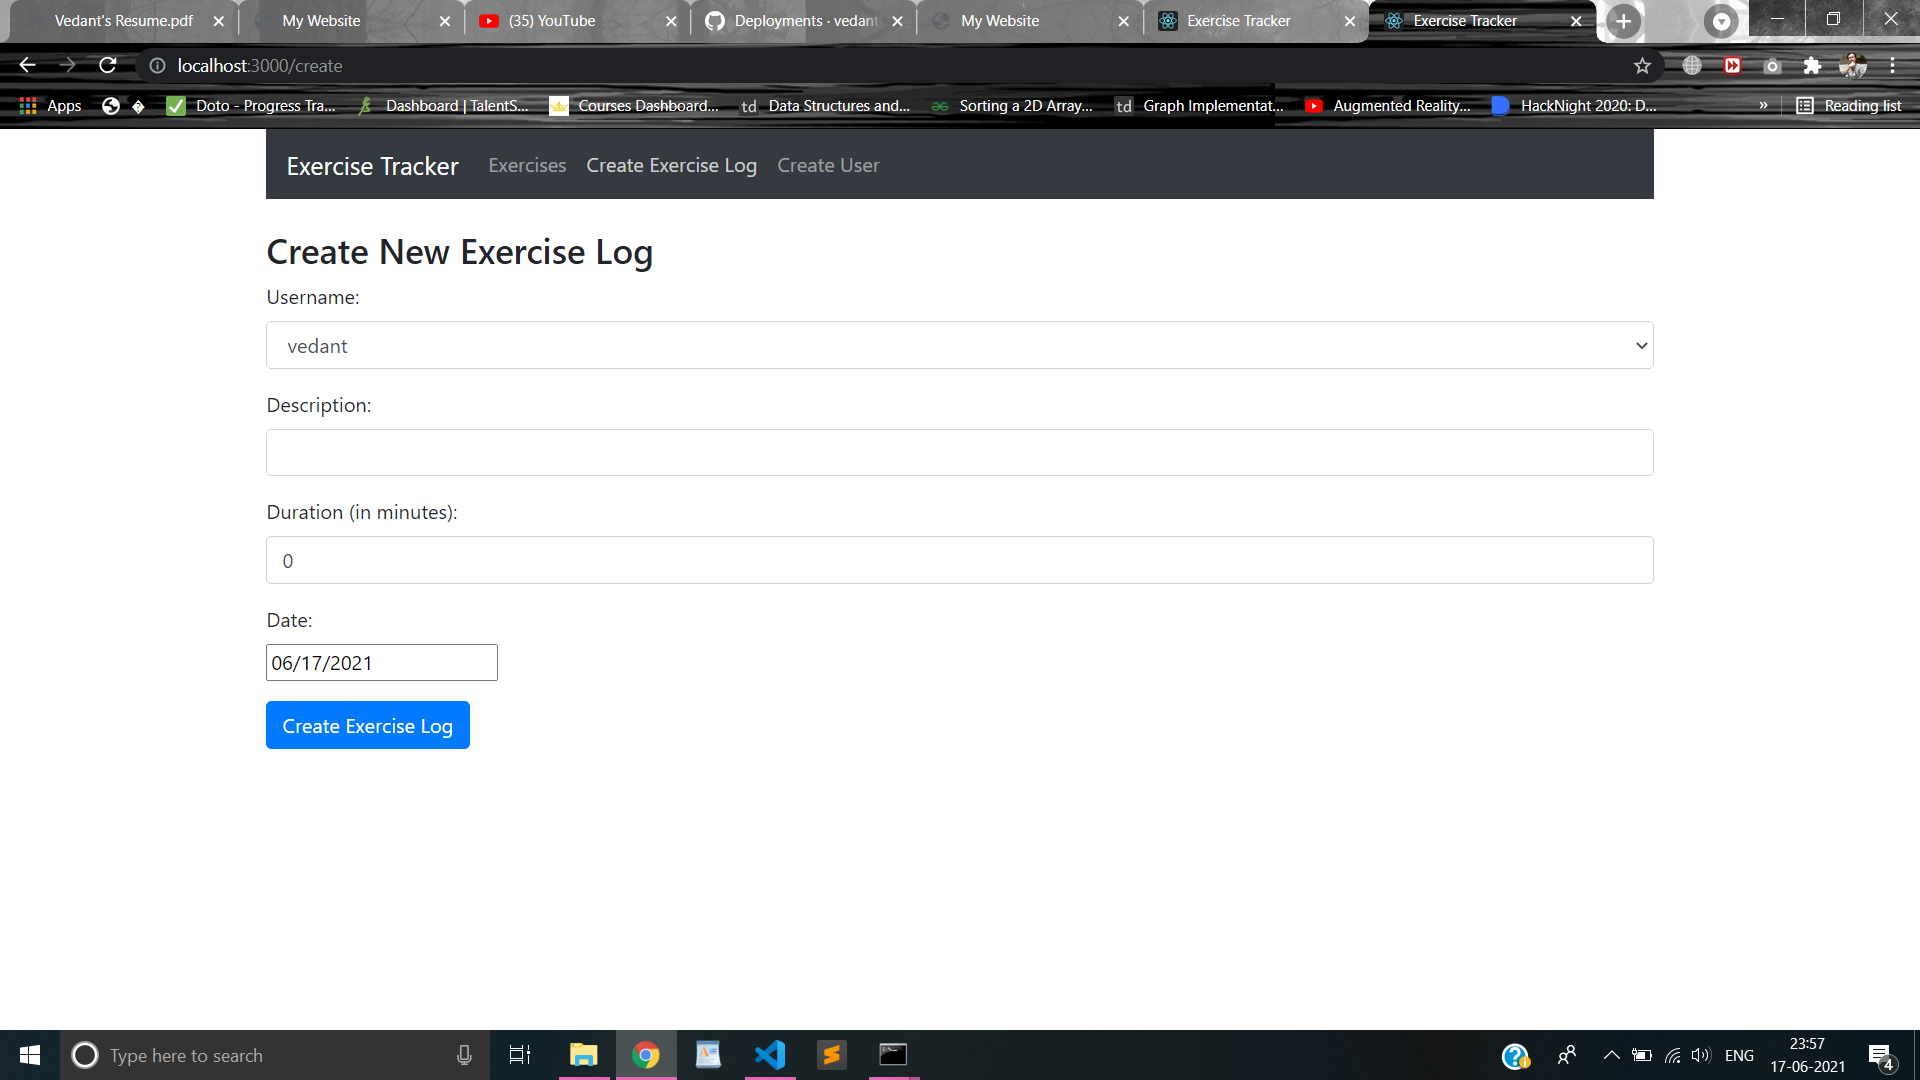 Vedant's Resume.pdf My Website (35) YouTube Deployments · vedant My Website Exercise Tracker Exercise Tracker
localhost:3000/create
Apps Doto - Progress Tra... Dashboard | TalentS... Courses Dashboard... td Data Structures and... Sorting a 2D Array... td Graph Implementat... Augmented Reality... HackNight 2020: D... » Reading list
Exercise Tracker Exercises Create Exercise Log Create User
Create New Exercise Log
Username:
vedant
Description:
Duration (in minutes):
0
Date:
06/17/2021
Create Exercise Log
Type here to search
ENG
23:57
17-06-2021
4